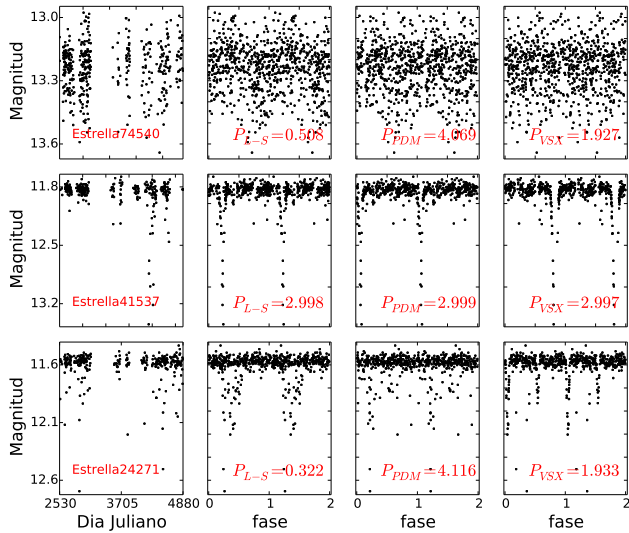 Magnitud
13.0
13.3
13.6
Estrella74540
P_{L-S}=0.508
P_{PDM}=4.069
P_{VSX}=1.927
Magnitud
11.8
12.5
13.2
Estrella41537
P_{L-S}=2.998
P_{PDM}=2.999
P_{VSX}=2.997
Magnitud
11.6
12.1
12.6
Estrella24271
P_{L-S}=0.322
P_{PDM}=4.116
P_{VSX}=1.933
2530 3705 4880 0 1 2 0 1 2 0 1 2
Dia Juliano fase fase fase